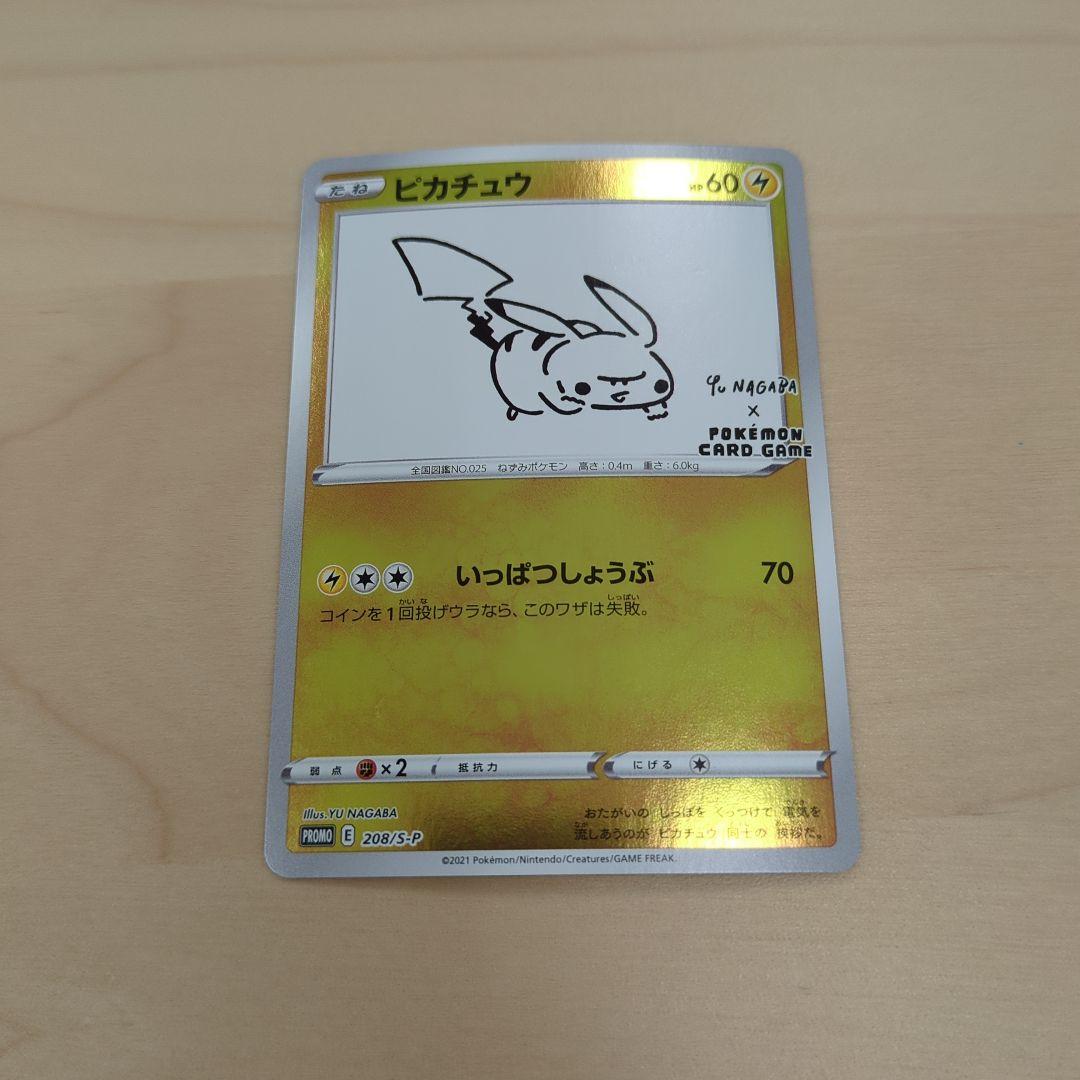 たね ピカチュウ HP60
Yu NAGABA
×
POKÉMON
CARD GAME
全国図鑑NO.025 ねずみポケモン 高さ:0.4m 重さ:6.0kg
いっぱつしょうぶ 70
コインを1回投げウラなら、このワザは失敗。
弱点 ×2 抵抗力 にげる
Illus. YU NAGABA
PROMO E 208/S-P
おたがいの しっぽを くっつけて 電気を
流しあうのが ピカチュウ 同士の 挨拶だ。
©2021 Pokémon/Nintendo/Creatures/GAME FREAK.